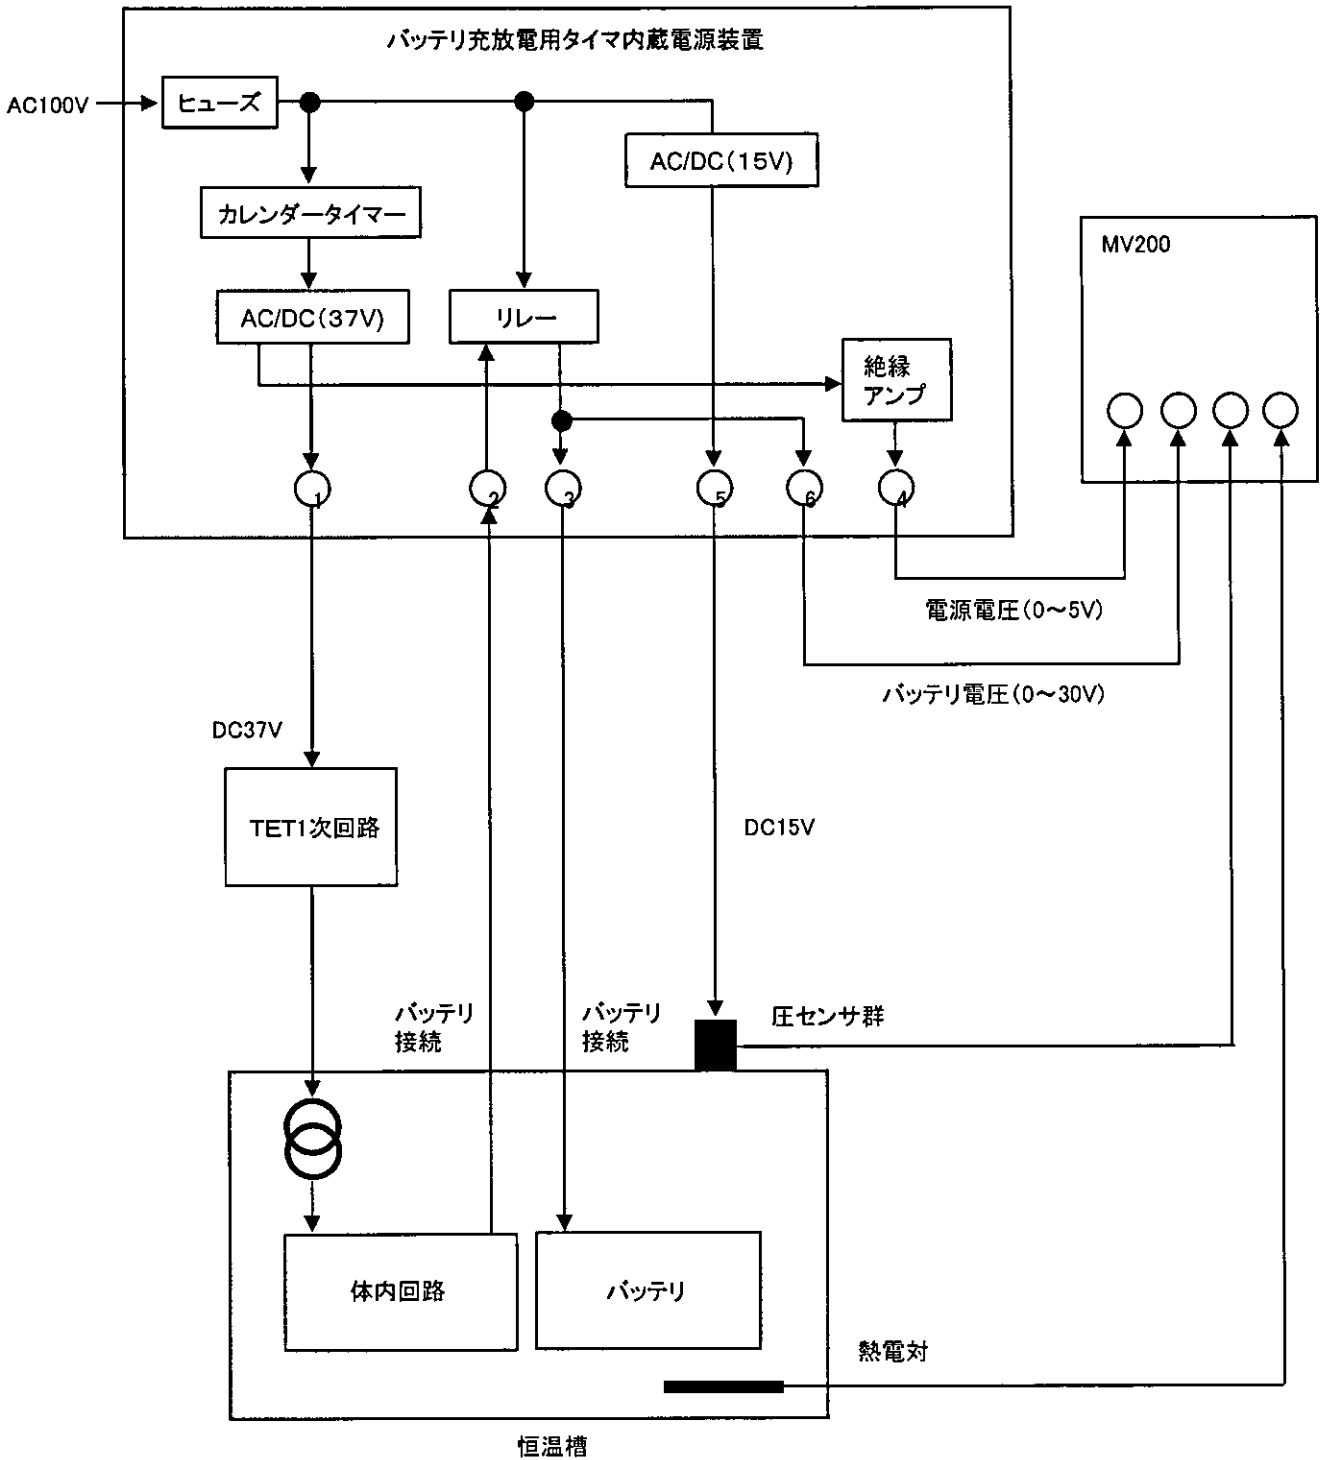 バッテリ充放電用タイマ内蔵電源装置
AC100V
ヒューズ
AC/DC(15V)
カレンダータイマー
MV200
AC/DC(37V)
リレー
絶縁
アンプ
1
2
3
5
6
4
電源電圧(0～5V)
バッテリ電圧(0～30V)
DC37V
TET1次回路
DC15V
バッテリ
接続
バッテリ
接続
圧センサ群
体内回路
バッテリ
熱電対
恒温槽